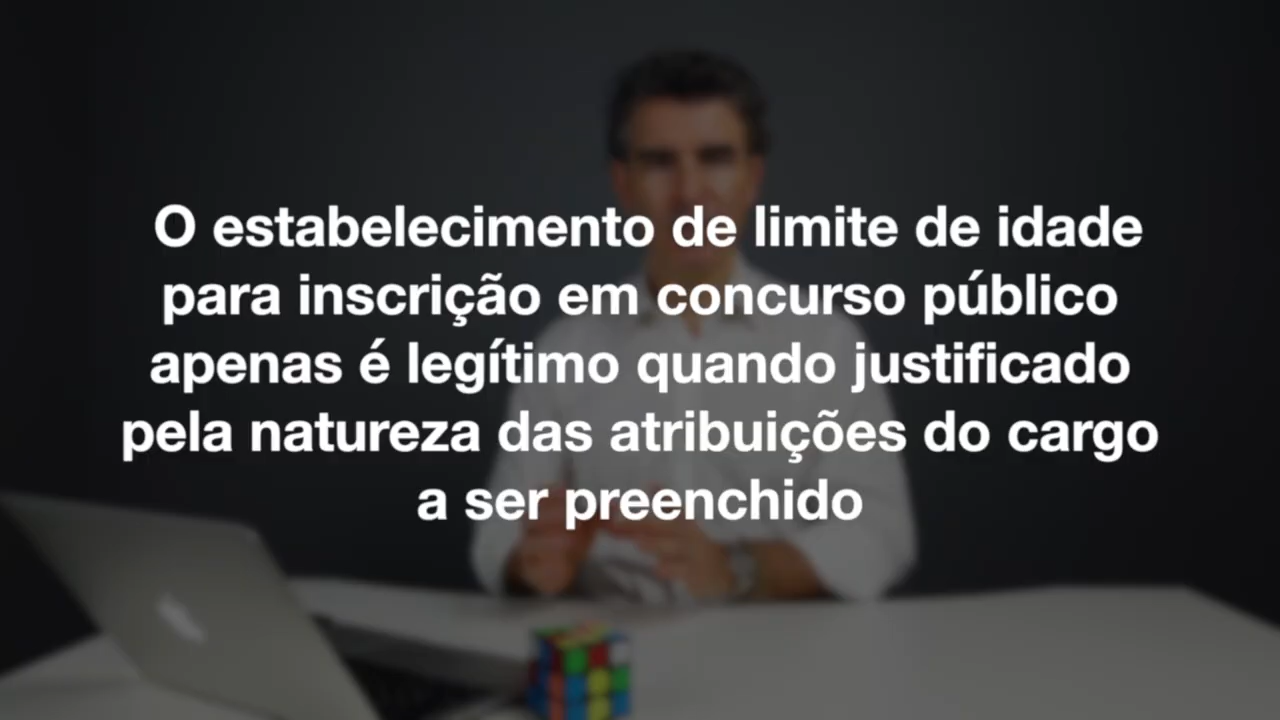 O estabelecimento de limite de idade
para inscrição em concurso público
apenas é legítimo quando justificado
pela natureza das atribuições do cargo
a ser preenchido